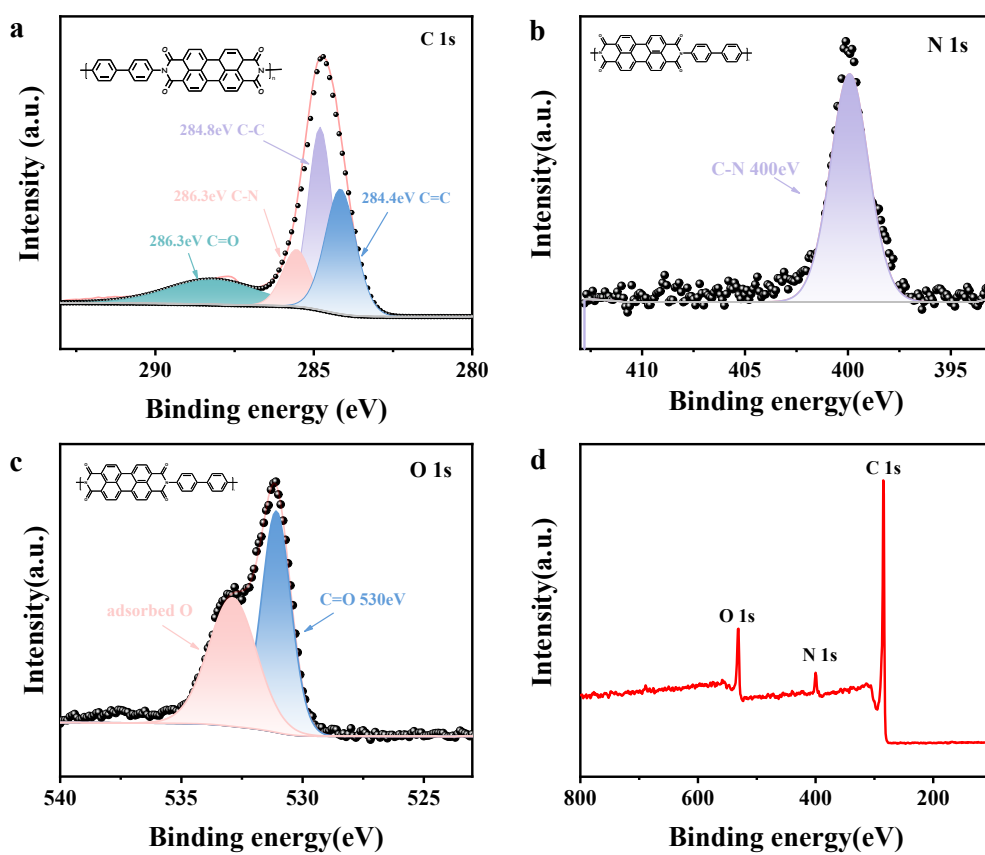 a
C 1s
O
O
N
N
n
O
O
284.8eV C-C
286.3eV C-N
284.4eV C=C
286.3eV C=O
Intensity (a.u.)
290 285 280
Binding energy (eV)
b
N 1s
O
O
N
N
O
O
C-N 400eV
Intensity(a.u.)
410 405 400 395
Binding energy(eV)
c
O 1s
O
O
N
N
O
O
adsorbed O
C=O 530eV
Intensity(a.u.)
540 535 530
Binding energy(eV)
d
C 1s
O 1s
N 1s
Intensity(a.u.)
800 600 400 200
Binding energy(eV)